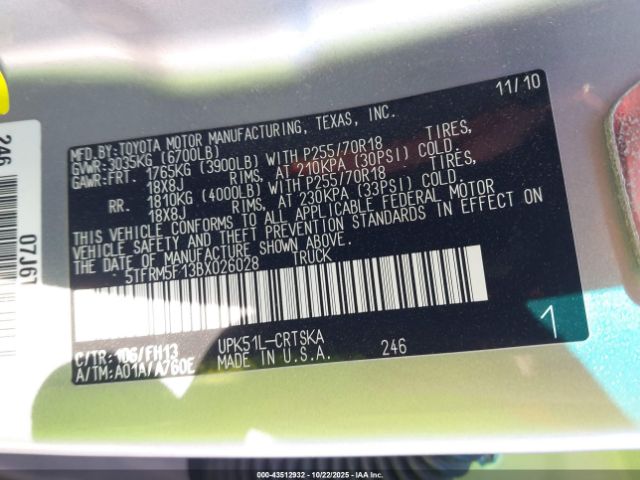 11/10
MFD.BY:TOYOTA MOTOR MANUFACTURING, TEXAS, INC.
GVWR:3035KG (6700LB)
GAWR:FRT. 1765KG (3900LB) WITH P255/70R18 TIRES,
18X8J RIMS, AT 210KPA (30PSI) COLD.
RR. 1810KG (4000LB) WITH P255/70R18 TIRES,
18X8J RIMS, AT 230KPA (33PSI) COLD.
THIS VEHICLE CONFORMS TO ALL APPLICABLE FEDERAL MOTOR
VEHICLE SAFETY AND THEFT PREVENTION STANDARDS IN EFFECT ON
THE DATE OF MANUFACTURE SHOWN ABOVE.
5TFRM5F13BX026028 TRUCK
C/TR: 1D6/FH13 UPK51L-CRTSKA
A/TM: A01A/A760E MADE IN U.S.A. 246
1
246
000-43512932 - 10/22/2025 - IAA Inc.